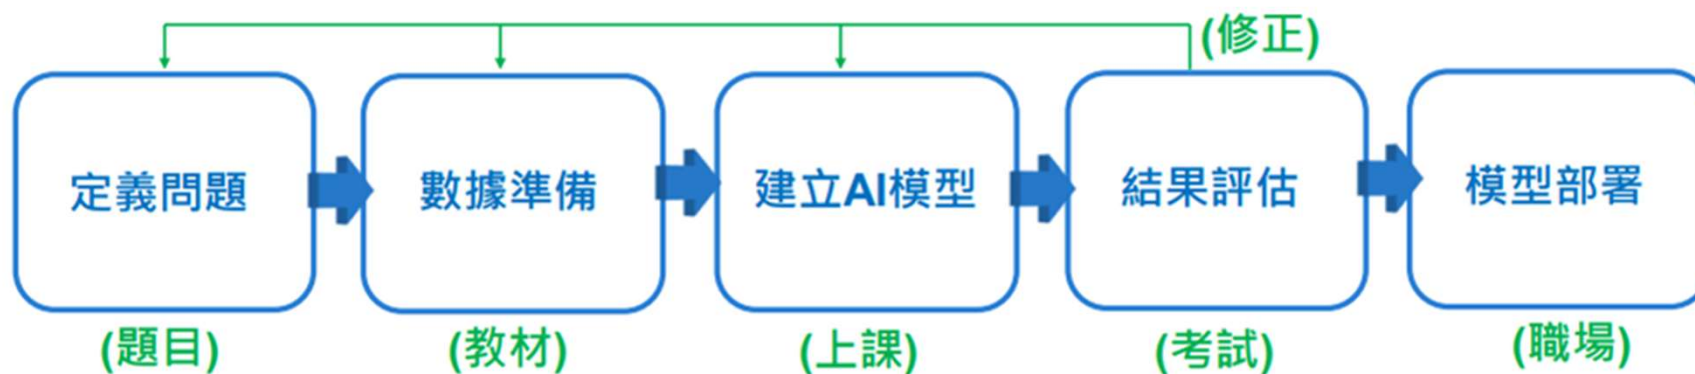 (修正)
定義問題
數據準備
建立AI模型
結果評估
模型部署
(題目)
(教材)
(上課)
(考試)
(職場)